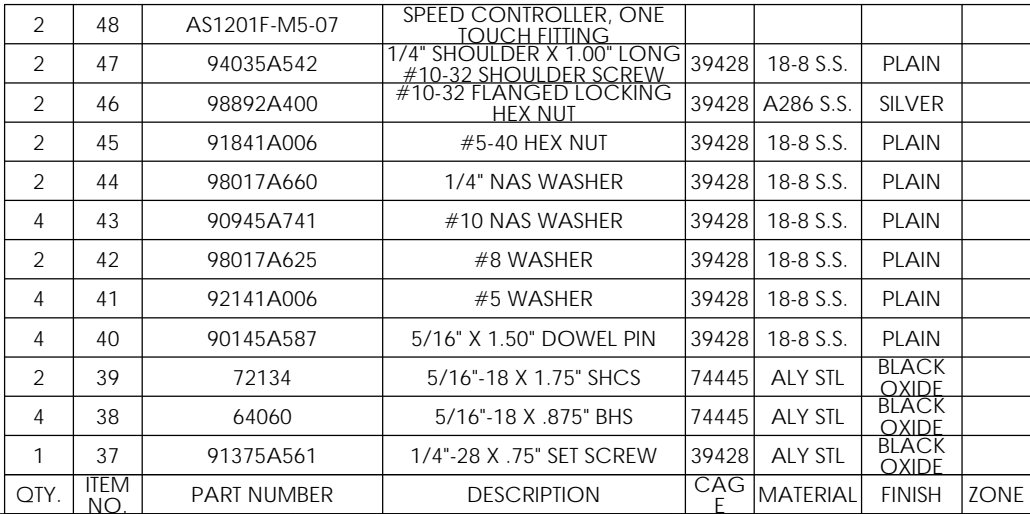 2 48 AS1201F-M5-07 SPEED CONTROLLER, ONE TOUCH FITTING
2 47 94035A542 1/4" SHOULDER X 1.00" LONG #10-32 SHOULDER SCREW 39428 18-8 S.S. PLAIN
2 46 98892A400 #10-32 FLANGED LOCKING HEX NUT 39428 A286 S.S. SILVER
2 45 91841A006 #5-40 HEX NUT 39428 18-8 S.S. PLAIN
2 44 98017A660 1/4" NAS WASHER 39428 18-8 S.S. PLAIN
4 43 90945A741 #10 NAS WASHER 39428 18-8 S.S. PLAIN
2 42 98017A625 #8 WASHER 39428 18-8 S.S. PLAIN
4 41 92141A006 #5 WASHER 39428 18-8 S.S. PLAIN
4 40 90145A587 5/16" X 1.50" DOWEL PIN 39428 18-8 S.S. PLAIN
2 39 72134 5/16"-18 X 1.75" SHCS 74445 ALY STL BLACK OXIDE
4 38 64060 5/16"-18 X .875" BHS 74445 ALY STL BLACK OXIDE
1 37 91375A561 1/4"-28 X .75" SET SCREW 39428 ALY STL BLACK OXIDE
QTY. ITEM NO. PART NUMBER DESCRIPTION CAGE MATERIAL FINISH ZONE